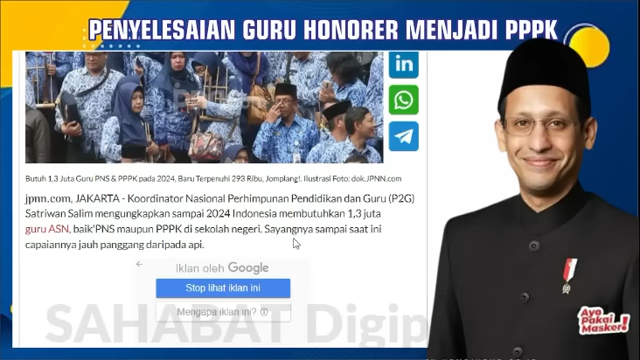 PENYELESAIAN GURU HONORER MENJADI PPPK
in
Butuh 1,3 Juta Guru PNS & PPPK pada 2024, Baru Terpenuhi 293 Ribu, Jomplang!. Ilustrasi Foto: dok.JPNN.com
jpnn.com, JAKARTA - Koordinator Nasional Perhimpunan Pendidikan dan Guru (P2G)
Satriwan Salim mengungkapkan sampai 2024 Indonesia membutuhkan 1,3 juta
guru ASN, baik PNS maupun PPPK di sekolah negeri. Sayangnya sampai saat ini
capaiannya jauh panggang daripada api.
Iklan oleh Google
Stop lihat iklan ini
Mengapa iklan ini?
SAHABAT Digip
Ayo
Pakai
Masker!